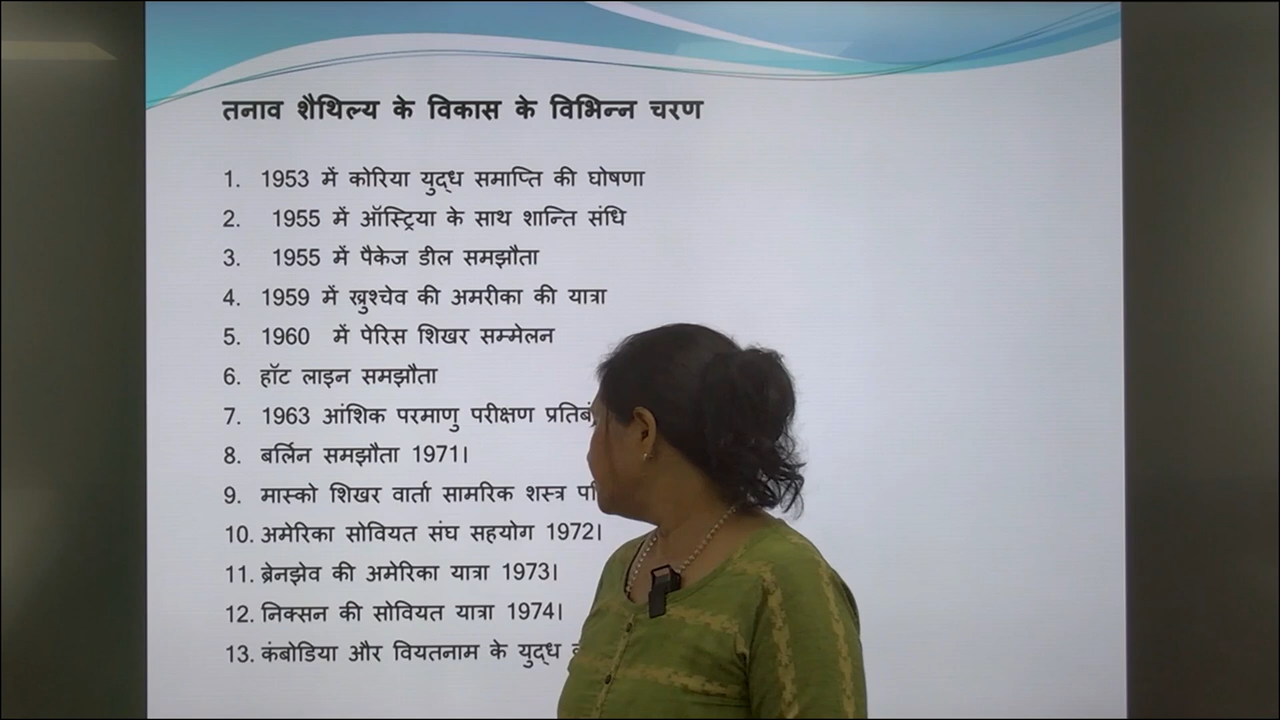 तनाव शैथिल्य के विकास के विभिन्न चरण
1. 1953 में कोरिया युद्ध समाप्ति की घोषणा
2. 1955 में ऑस्ट्रिया के साथ शान्ति संधि
3. 1955 में पैकेज डील समझौता
4. 1959 में ख्रुश्चेव की अमरीका की यात्रा
5. 1960 में पेरिस शिखर सम्मेलन
6. हॉट लाइन समझौता
7. 1963 आंशिक परमाणु परीक्षण
8. बर्लिन समझौता 1971।
9. मास्को शिखर वार्ता सामरिक शस्त्र
10. अमेरिका सोवियत संघ सहयोग 1972।
11. ब्रेनझेव की अमेरिका यात्रा 1973।
12. निक्सन की सोवियत यात्रा 1974।
13. कंबोडिया और वियतनाम के युद्ध